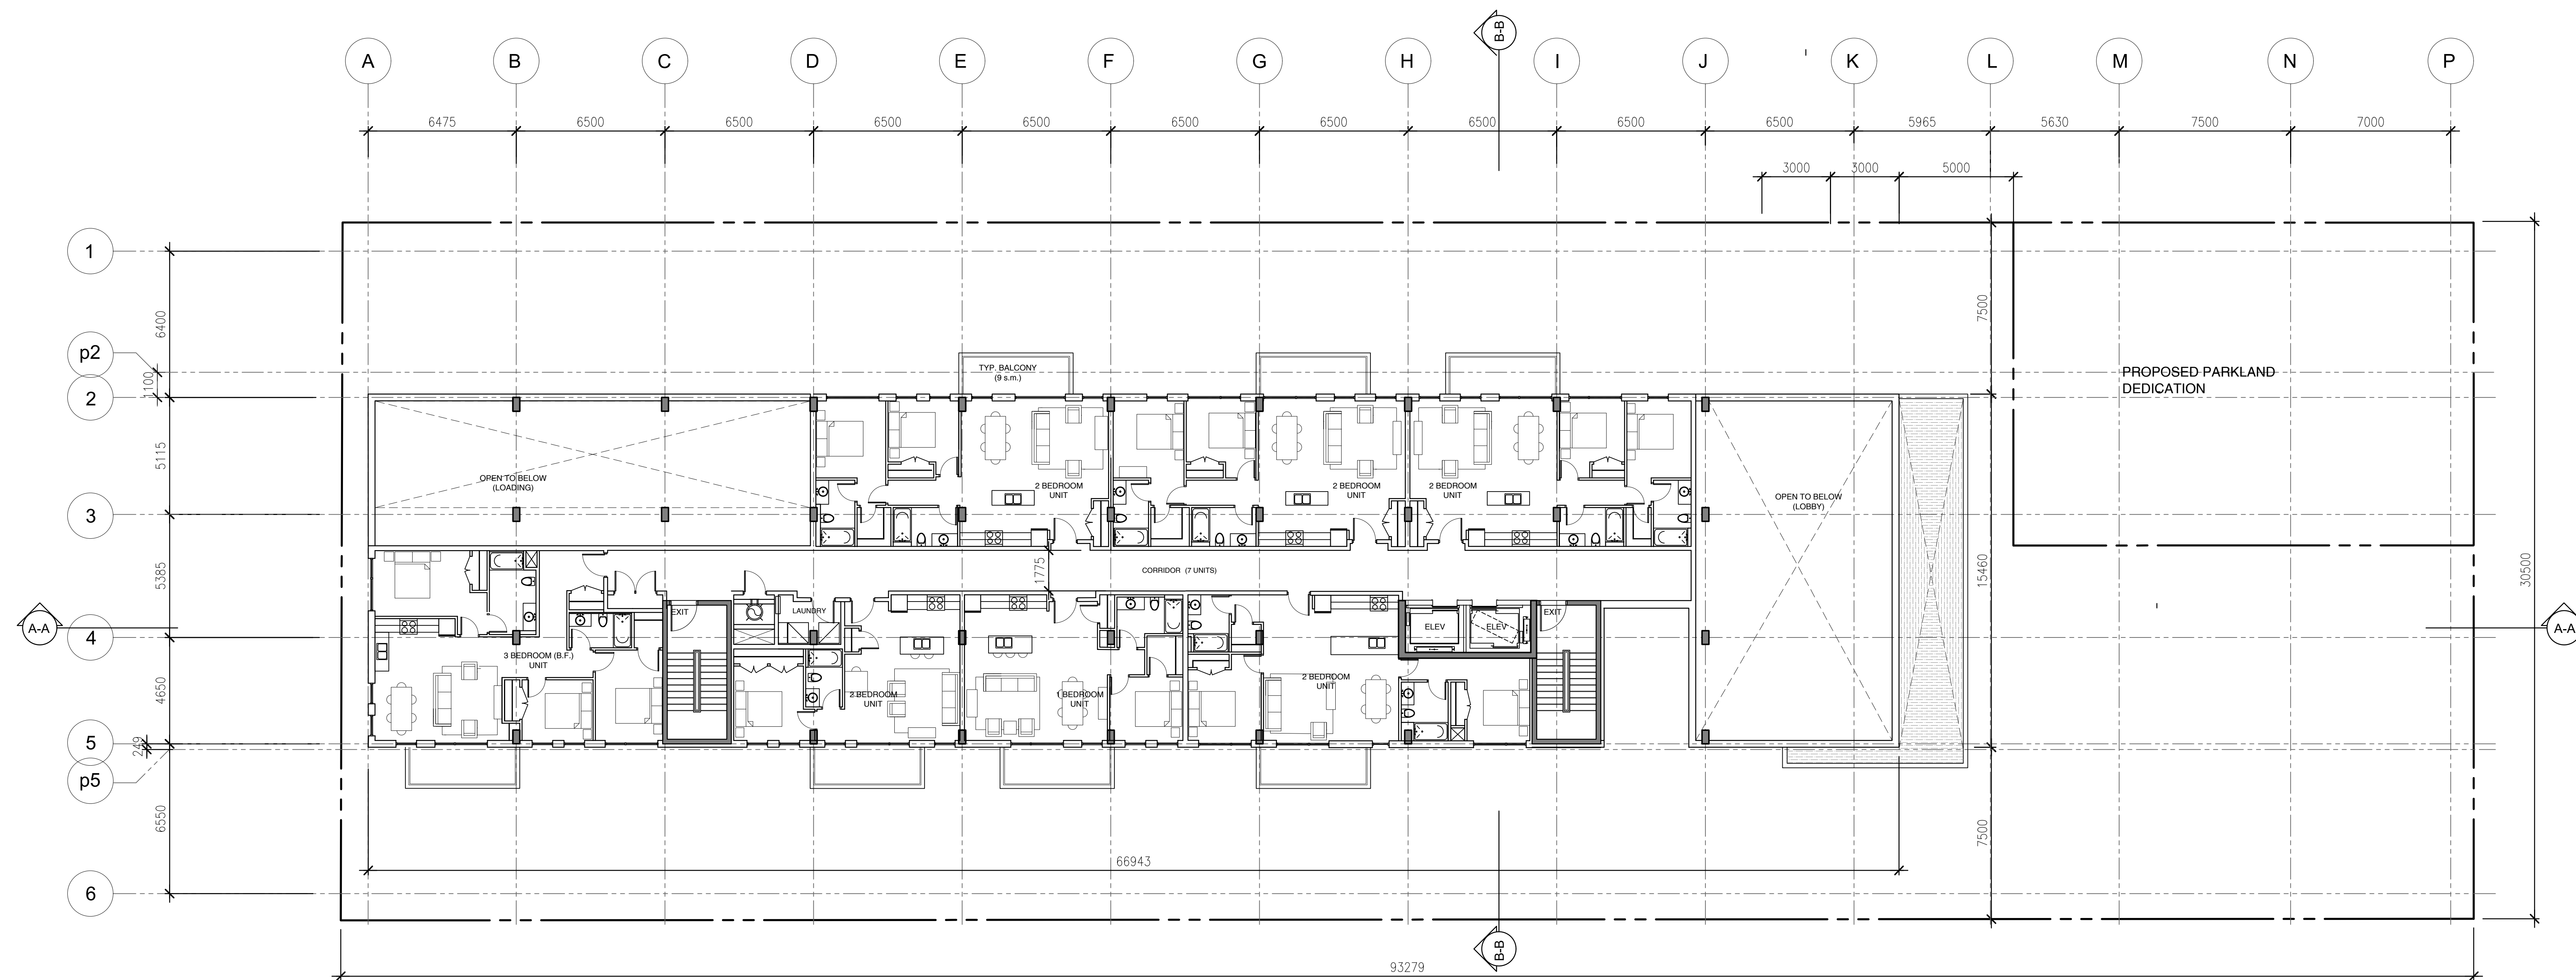 B-B
A
B
C
D
E
F
G
H
I
J
K
L
M
N
P
6475
6500
6500
6500
6500
6500
6500
6500
6500
6500
5965
5630
7500
7000
3000
3000
5000
1
p2
2
3
4
5
p5
6
6400
1100
5115
5385
4650
249
6550
7500
15460
7500
30500
PROPOSED PARKLAND
DEDICATION
TYP. BALCONY
(9 s.m.)
OPEN TO BELOW
(LOADING)
2 BEDROOM
UNIT
2 BEDROOM
UNIT
2 BEDROOM
UNIT
OPEN TO BELOW
(LOBBY)
1775
CORRIDOR (7 UNITS)
EXIT
LAUNDRY
ELEV
ELEV
EXIT
A-A
A-A
3 BEDROOM (B.F.)
UNIT
2 BEDROOM
UNIT
1 BEDROOM
UNIT
2 BEDROOM
UNIT
66943
B-B
93279